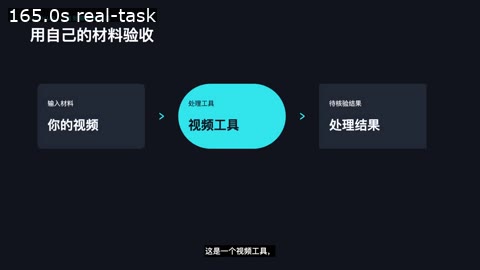 165.0s real-task
用自己的材料验收
输入材料
你的视频
>
处理工具
视频工具
>
待核验结果
处理结果
这是一个视频工具,